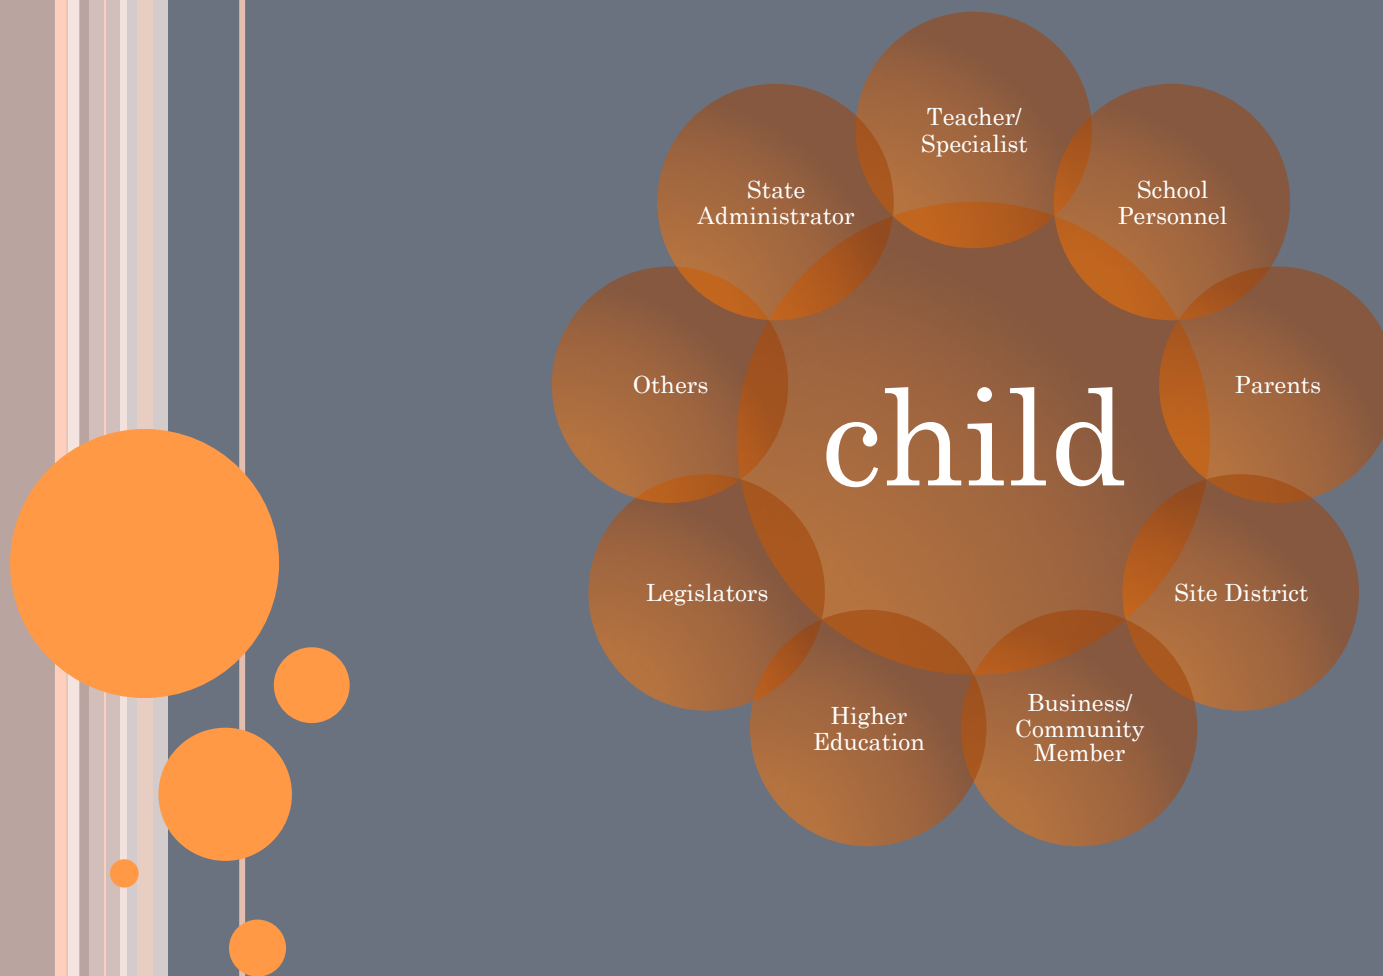 Teacher/
Specialist
School
Personnel
Parents
Site District
Business/
Community
Member
Higher
Education
Legislators
Others
State
Administrator
child